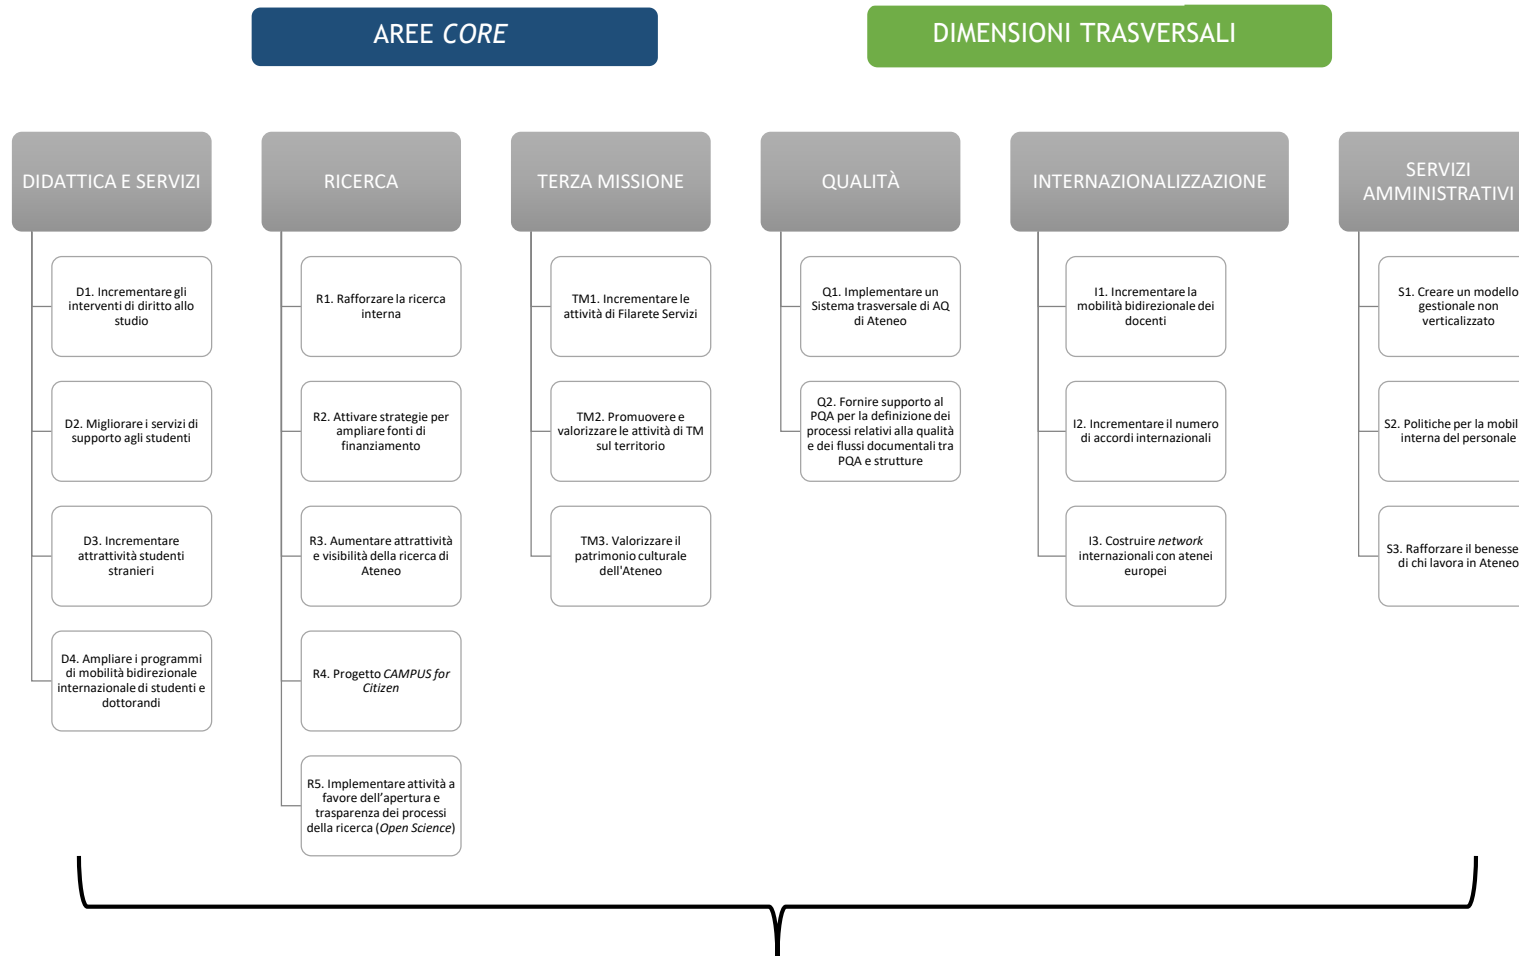 AREE CORE
DIMENSIONI TRASVERSALI
DIDATTICA E SERVIZI
D1. Incrementare gli
interventi di diritto allo
studio
D2. Migliorare i servizi di
supporto agli studenti
D3. Incrementare
attrattività studenti
stranieri
D4. Ampliare i programmi
di mobilità bidirezionale
internazionale di studenti e
dottorandi
RICERCA
R1. Rafforzare la ricerca
interna
R2. Attivare strategie per
ampliare fonti di
finanziamento
R3. Aumentare attrattività
e visibilità della ricerca di
Ateneo
R4. Progetto CAMPUS for
Citizen
R5. Implementare attività a
favore dell’apertura e
trasparenza dei processi
della ricerca (Open Science)
TERZA MISSIONE
TM1. Incrementare le
attività di Filarete Servizi
TM2. Promuovere e
valorizzare le attività di TM
sul territorio
TM3. Valorizzare il
patrimonio culturale
dell'Ateneo
QUALITÀ
Q1. Implementare un
Sistema trasversale di AQ
di Ateneo
Q2. Fornire supporto al
PQA per la definizione dei
processi relativi alla qualità
e dei flussi documentali tra
PQA e strutture
INTERNAZIONALIZZAZIONE
I1. Incrementare la
mobilità bidirezionale dei
docenti
I2. Incrementare il numero
di accordi internazionali
I3. Costruire network
internazionali con atenei
europei
SERVIZI
AMMINISTRATIVI
S1. Creare un modello
gestionale non
verticalizzato
S2. Politiche per la mobil
interna del personale
S3. Rafforzare il benesse
di chi lavora in Ateneo